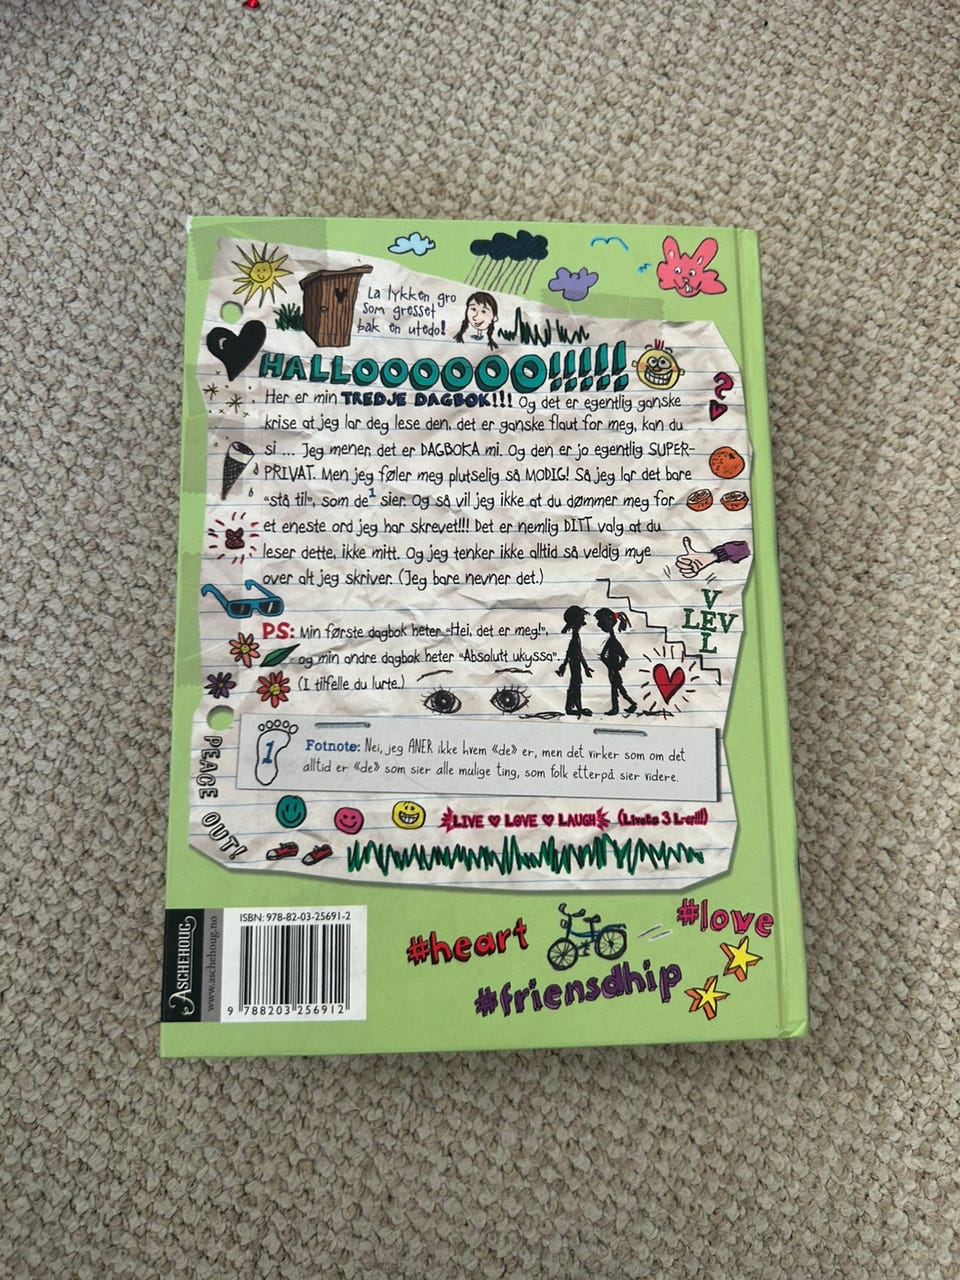 La lykken gro
som gresset
bak en utedo!
HALLOOOOOO!!!!!
Her er min TREDJE DAGBOK!!! Og det er egentlig ganske
krise at jeg lar deg lese den, det er ganske flaut for meg, kan du
si ... Jeg mener, det er DAGBOKA mi. Og den er jo egentlig SUPER-
PRIVAT. Men jeg føler meg plutselig så MODIG! Så jeg lar det bare
"stå til", som de¹ sier. Og så vil jeg ikke at du dømmer meg for
et eneste ord jeg har skrevet!!! Det er nemlig DITT valg at du
leser dette, ikke mitt. Og jeg tenker ikke alltid så veldig mye
over alt jeg skriver. (Jeg bare nevner det.)
V
LEV
EL
L
PS: Min første dagbok heter "Hei, det er meg!",
og min andre dagbok heter "Absolutt ukyssa".
(I tilfelle du lurte.)
1
Fotnote: Nei, jeg ANER ikke hvem «de» er, men det virker som om det
alltid er «de» som sier alle mulige ting, som folk etterpå sier videre.
PEACE OUT!
LIVE ♡ LOVE ♡ LAUGH (Livets 3 L-er!!!)
ASCHEHOUG
www.aschehoug.no
ISBN: 978-82-03-25691-2
9 788203 256912
#heart
#love
#friensdhip